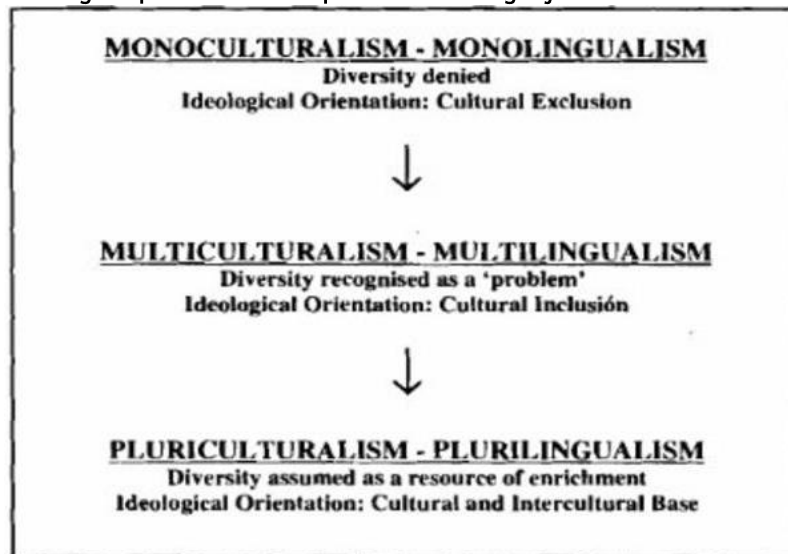 MONOCULTURALISM - MONOLINGUALISM
Diversity denied
Ideological Orientation: Cultural Exclusion
MULTICULTURALISM - MULTILINGUALISM
Diversity recognised as a 'problem'
Ideological Orientation: Cultural Inclusión
PLURICULTURALISM - PLURILINGUALISM
Diversity assumed as a resource of enrichment
Ideological Orientation: Cultural and Intercultural Base